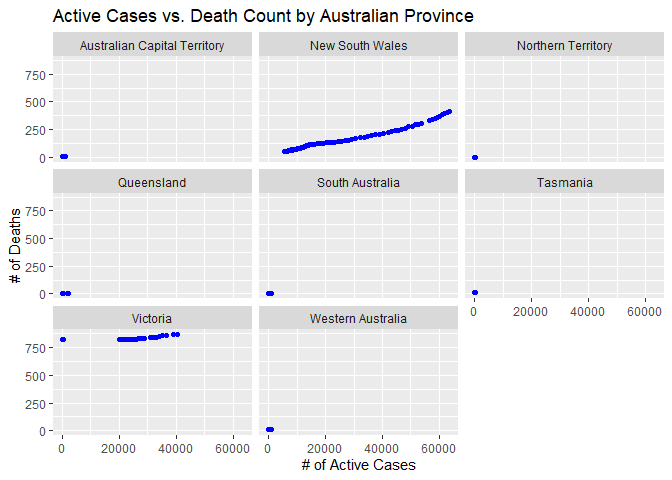 Active Cases vs. Death Count by Australian Province
Australian Capital Territory New South Wales Northern Territory
750
500
250
0
Queensland South Australia Tasmania
750
500
250
0
# of Deaths
0 20000 40000 60000
Victoria Western Australia
750
500
250
0
0 20000 40000 60000 0 20000 40000 60000
# of Active Cases